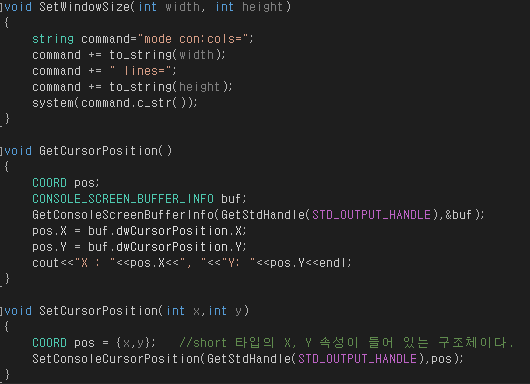 void SetWindowSize(int width, int height)
{
string command="mode con:cols=";
command += to_string(width);
command += " lines=";
command += to_string(height);
system(command.c_str());
}
void GetCursorPosition()
{
COORD pos;
CONSOLE_SCREEN_BUFFER_INFO buf;
GetConsoleScreenBufferInfo(GetStdHandle(STD_OUTPUT_HANDLE),&buf);
pos.X = buf.dwCursorPosition.X;
pos.Y = buf.dwCursorPosition.Y;
cout<<"X : "<<pos.X<<", "<<"Y: "<<pos.Y<<endl;
}
void SetCursorPosition(int x,int y)
{
COORD pos = {x,y};   //short 타입의 X, Y 속성이 들어 있는 구조체이다.
SetConsoleCursorPosition(GetStdHandle(STD_OUTPUT_HANDLE),pos);
}